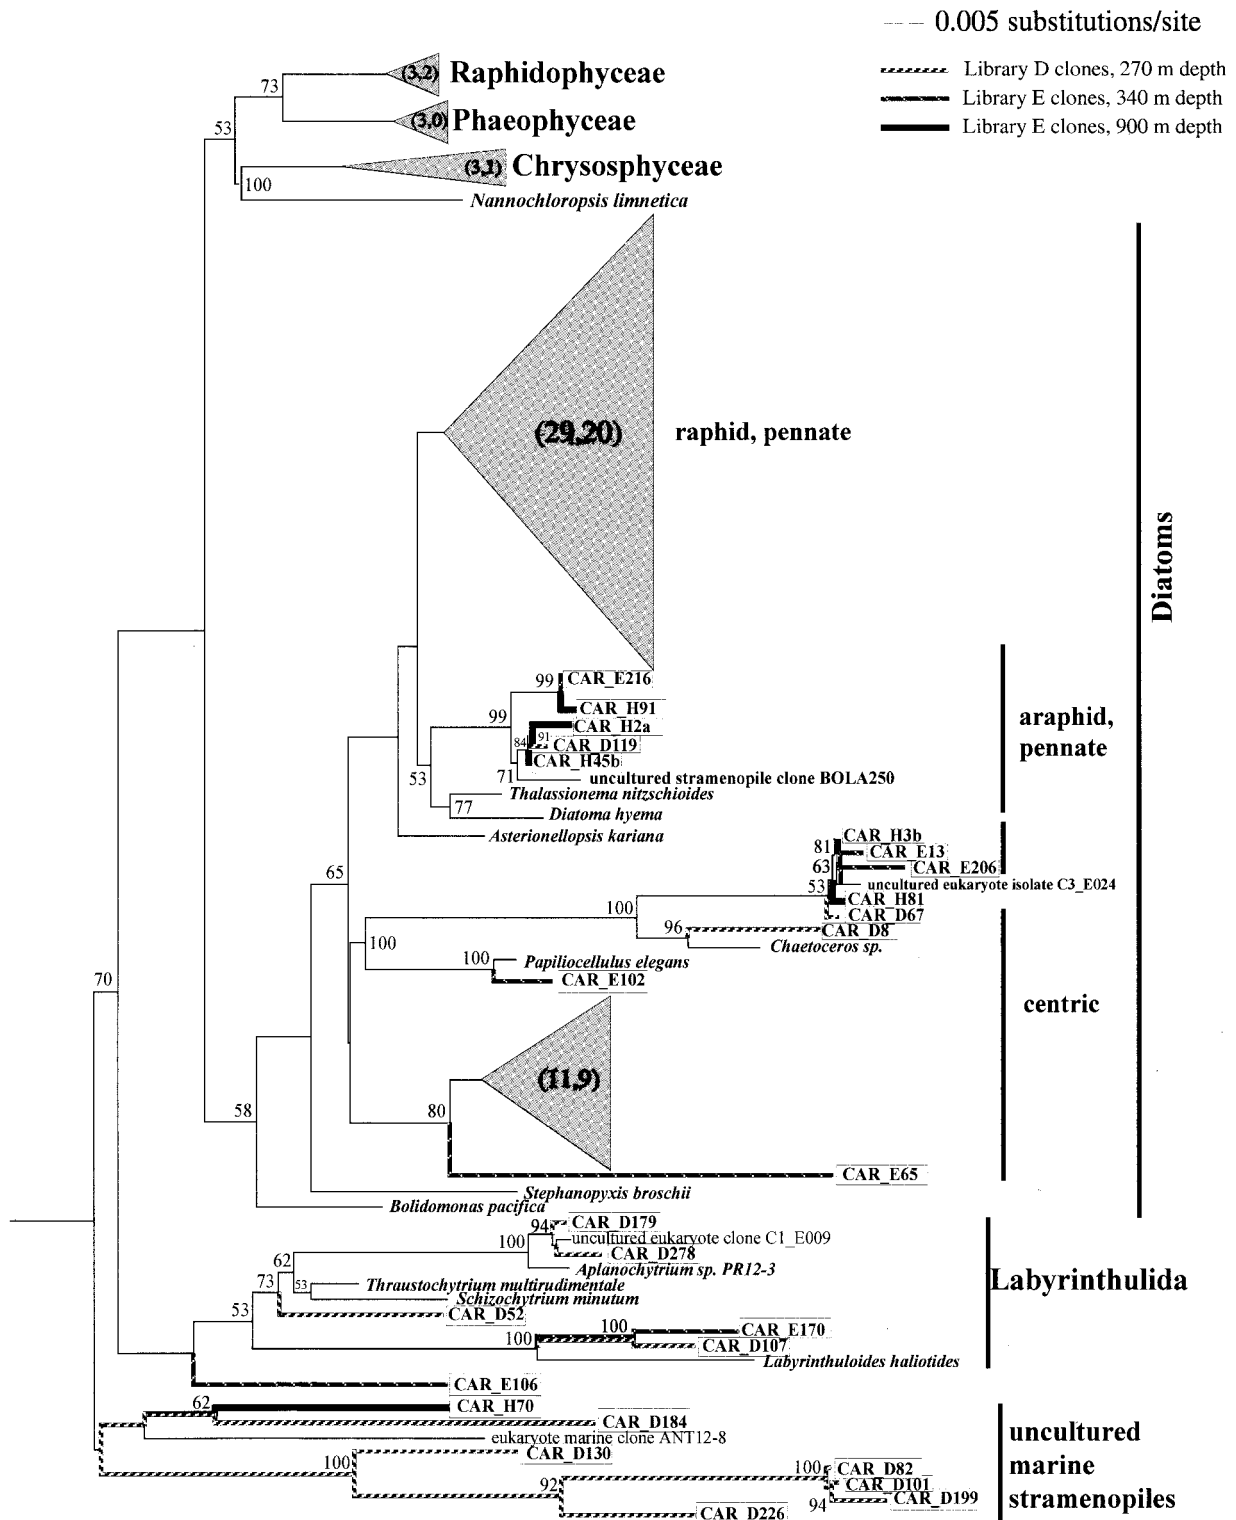 0.005 substitutions/site
Library D clones, 270 m depth
Library E clones, 340 m depth
Library E clones, 900 m depth
73
(3,2) Raphidophyceae
(3,0) Phaeophyceae
53
(3,1) Chrysosphyceae
100
Nannochloropsis limnetica
(29,20)
raphid, pennate
Diatoms
99 CAR_E216
CAR_H91
99
CAR_H2a
84 91 CAR_D119
CAR_H45b
53
71
uncultured stramenopile clone BOLA250
araphid,
pennate
Thalassionema nitzschioides
77
Diatoma hyema
Asterionellopsis kariana
CAR_H3b
81
CAR_E13
63
CAR_E206
65
53
uncultured eukaryote isolate C3_E024
CAR_H81
100
CAR_D67
96
CAR_D8
100
Chaetoceros sp.
100
Papiliocellulus elegans
CAR_E102
70
centric
(11,9)
58
80
CAR_E65
Stephanopyxis broschii
Bolidomonas pacifica
94 CAR_D179
uncultured eukaryote clone C1_E009
100
CAR_D278
62
Aplanochytrium sp. PR12-3
73
53
Thraustochytrium multirudimentale
Schizochytrium minutum
53
CAR_D52
Labyrinthulida
100
CAR_E170
100
CAR_D107
Labyrinthuloides haliotides
CAR_E106
62
CAR_H70
CAR_D184
eukaryote marine clone ANT12-8
CAR_D130
100
100
CAR_D82
92
CAR_D101
94
CAR_D199
CAR_D226
uncultured
marine
stramenopiles